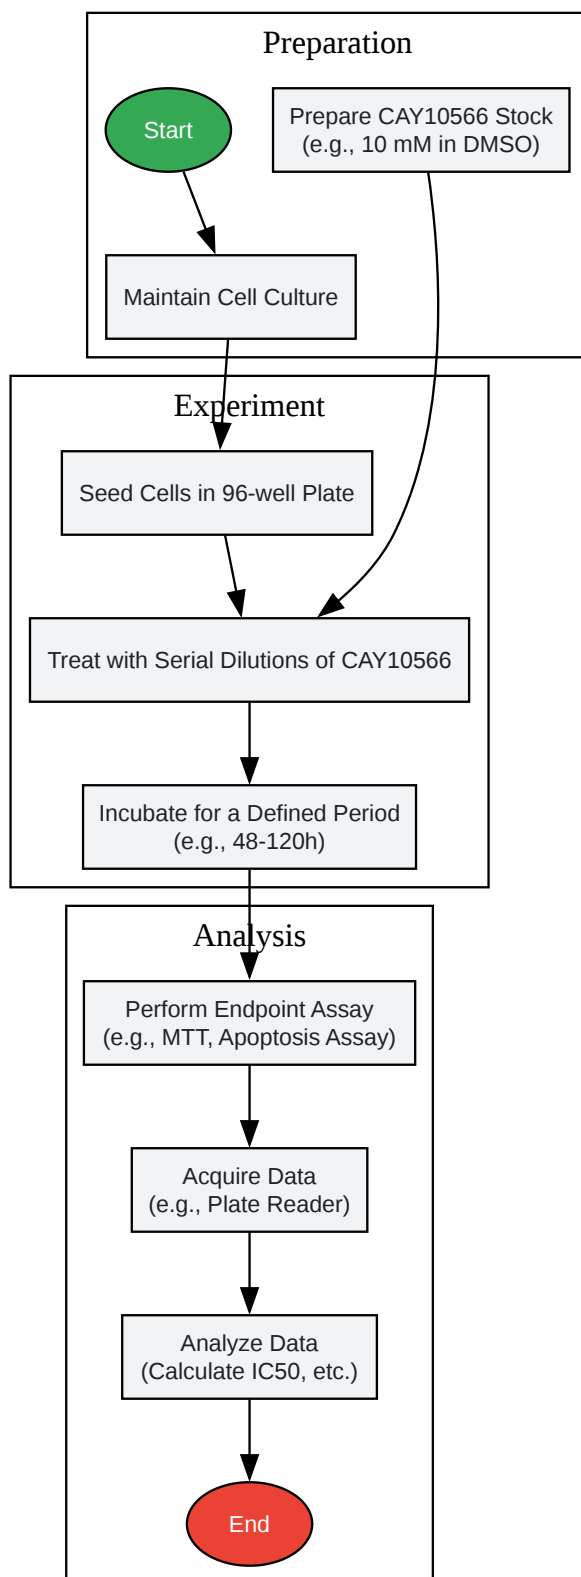 Preparation
Start
Prepare CAY10566 Stock
(e.g., 10 mM in DMSO)
Maintain Cell Culture
Experiment
Seed Cells in 96-well Plate
Treat with Serial Dilutions of CAY10566
Incubate for a Defined Period
(e.g., 48-120h)
Analysis
Perform Endpoint Assay
(e.g., MTT, Apoptosis Assay)
Acquire Data
(e.g., Plate Reader)
Analyze Data
(Calculate IC50, etc.)
End